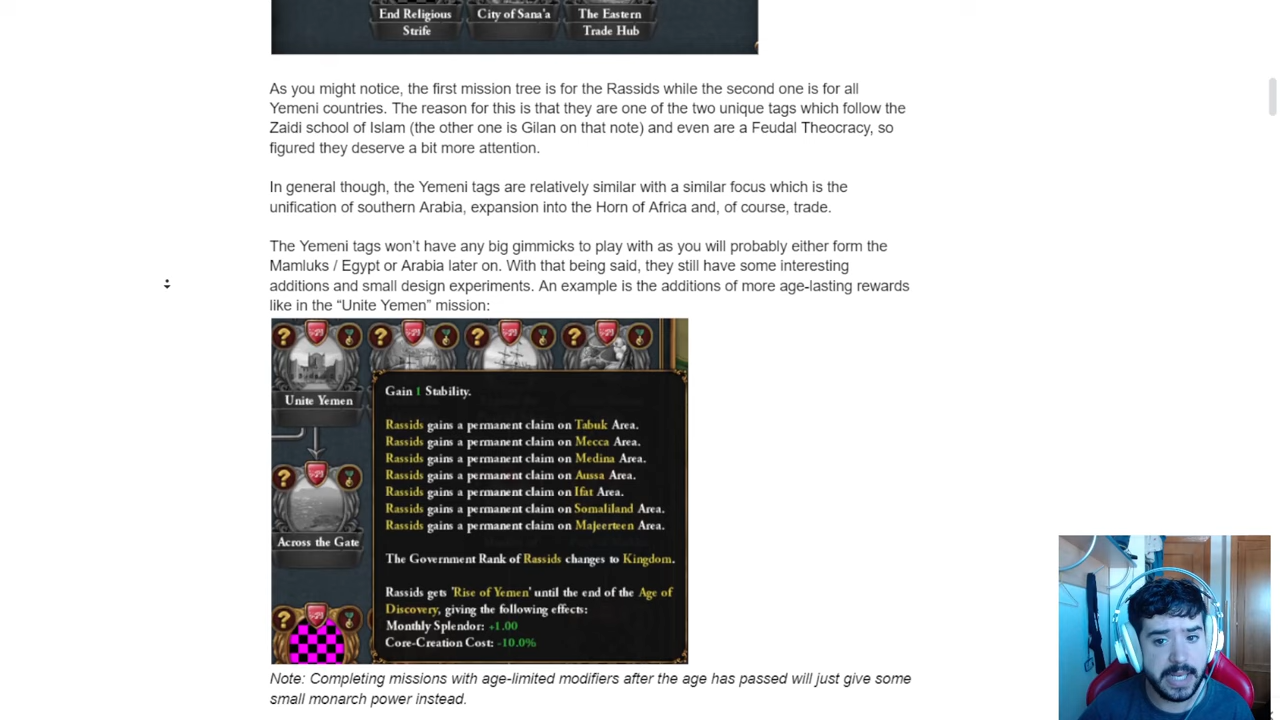 End Religious
Strife
City of Sana'a
The Eastern
Trade Hub
As you might notice, the first mission tree is for the Rassids while the second one is for all
Yemeni countries. The reason for this is that they are one of the two unique tags which follow the
Zaidi school of Islam (the other one is Gilan on that note) and even are a Feudal Theocracy, so
figured they deserve a bit more attention.
In general though, the Yemeni tags are relatively similar with a similar focus which is the
unification of southern Arabia, expansion into the Horn of Africa and, of course, trade.
The Yemeni tags won't have any big gimmicks to play with as you will probably either form the
Mamluks / Egypt or Arabia later on. With that being said, they still have some interesting
additions and small design experiments. An example is the additions of more age-lasting rewards
like in the “Unite Yemen” mission:
Unite Yemen
Across the Gate
Gain 1 Stability.
Rassids gains a permanent claim on Tabuk Area.
Rassids gains a permanent claim on Mecca Area.
Rassids gains a permanent claim on Medina Area.
Rassids gains a permanent claim on Aussa Area.
Rassids gains a permanent claim on Ifat Area.
Rassids gains a permanent claim on Somaliland Area.
Rassids gains a permanent claim on Majeerteen Area.
The Government Rank of Rassids changes to Kingdom.
Rassids gets 'Rise of Yemen' until the end of the Age of
Discovery, giving the following effects:
Monthly Splendor: +1.00
Core-Creation Cost: -10.0%
Note: Completing missions with age-limited modifiers after the age has passed will just give some
small monarch power instead.